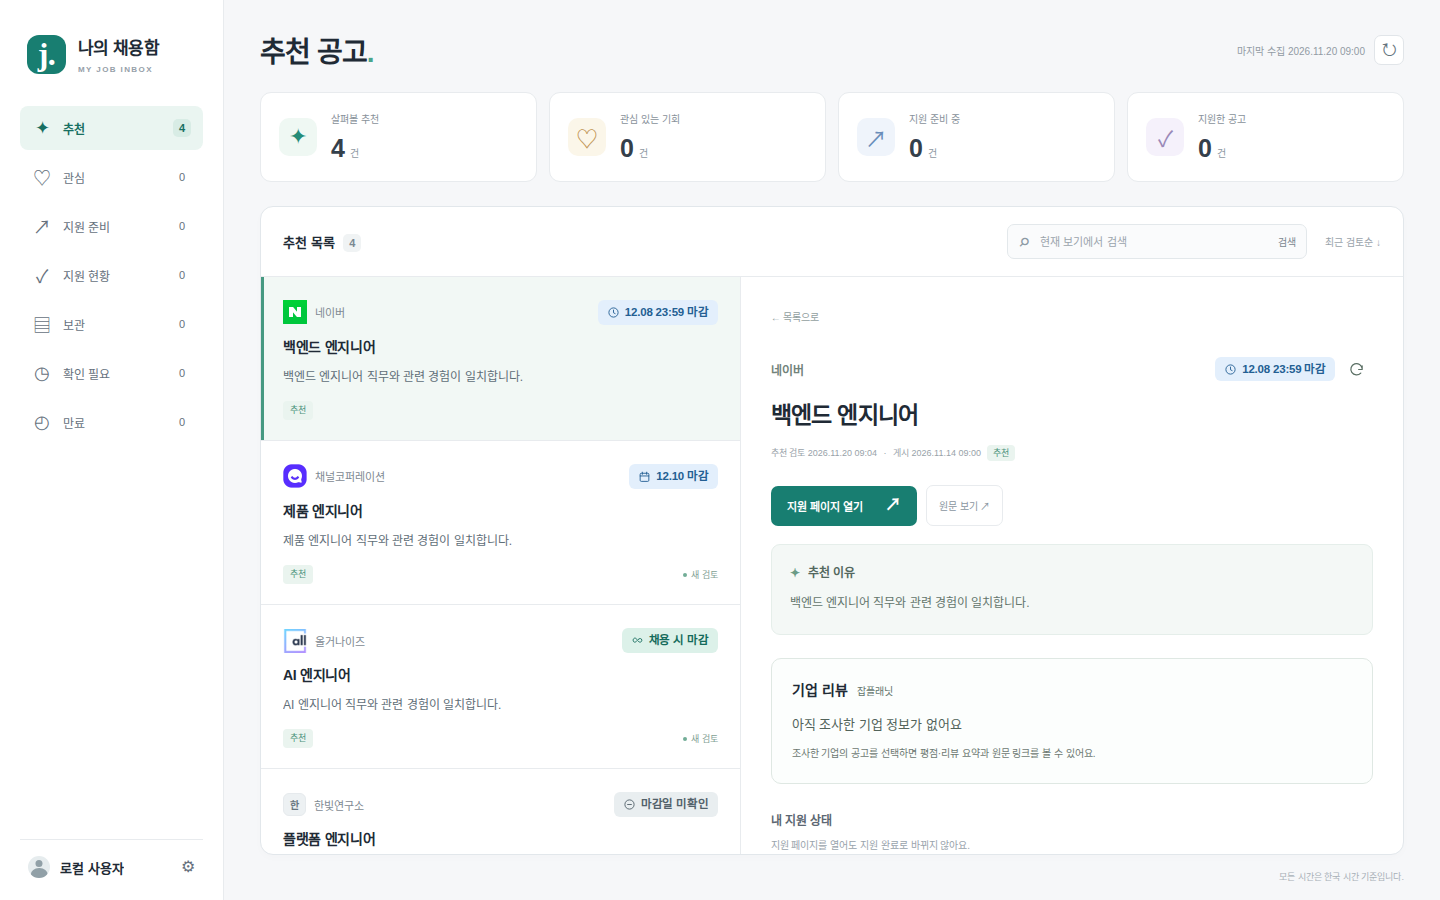 j. 나의 채용함
MY JOB INBOX
✦ 추천 4
♡ 관심 0
↗ 지원 준비 0
✓ 지원 현황 0
▤ 보관 0
◷ 확인 필요 0
◴ 만료 0
로컬 사용자 ⚙
추천 공고.
마지막 수집 2026.11.20 09:00
살펴볼 추천
4 건
관심 있는 기회
0 건
지원 준비 중
0 건
지원한 공고
0 건
추천 목록 4
현재 보기에서 검색 검색
최근 검토순 ↓
네이버 12.08 23:59 마감
백엔드 엔지니어
백엔드 엔지니어 직무와 관련 경험이 일치합니다.
추천
채널코퍼레이션 12.10 마감
제품 엔지니어
제품 엔지니어 직무와 관련 경험이 일치합니다.
추천 새 검토
all 올거나이즈 채용 시 마감
AI 엔지니어
AI 엔지니어 직무와 관련 경험이 일치합니다.
추천 새 검토
한 한빛연구소 마감일 미확인
플랫폼 엔지니어
← 목록으로
네이버 12.08 23:59 마감
백엔드 엔지니어
추천 검토 2026.11.20 09:04 · 게시 2026.11.14 09:00 추천
지원 페이지 열기 ↗ 원문 보기 ↗
✦ 추천 이유
백엔드 엔지니어 직무와 관련 경험이 일치합니다.
기업 리뷰 잡플래닛
아직 조사한 기업 정보가 없어요
조사한 기업의 공고를 선택하면 평점·리뷰 요약과 원문 링크를 볼 수 있어요.
내 지원 상태
지원 페이지를 열어도 지원 완료로 바뀌지 않아요.
모든 시간은 한국 시간 기준입니다.